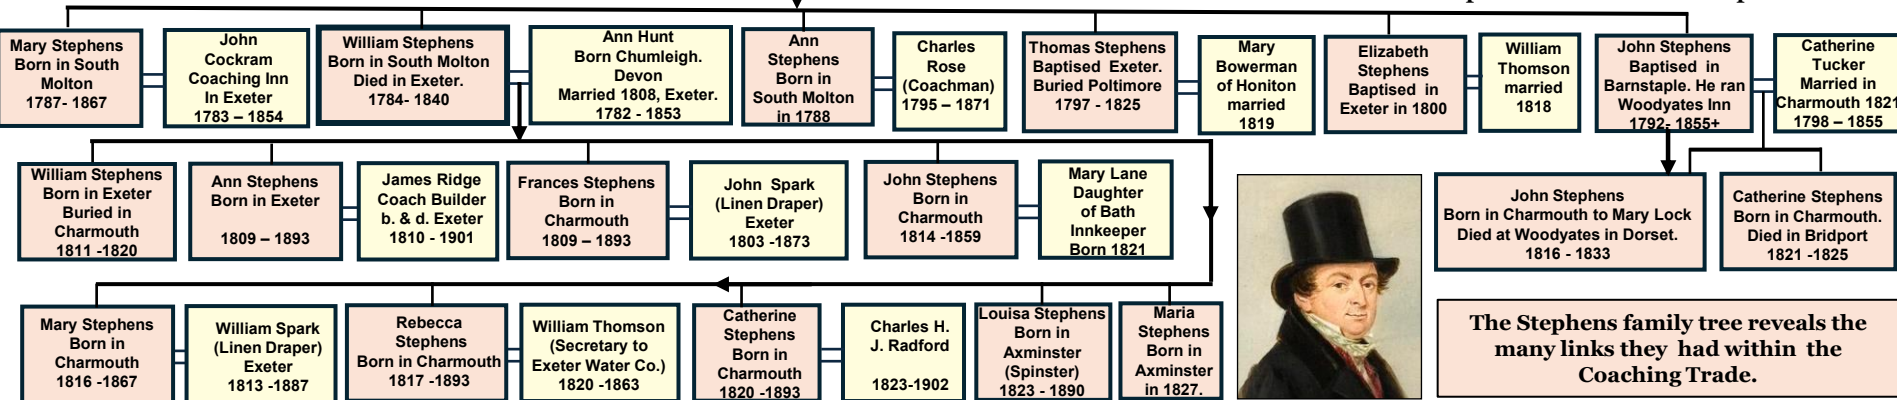 Mary Stephens
Born in South
Molton
1787- 1867
John
Cockram
Coaching Inn
In Exeter
1783 – 1854
William Stephens
Born in South Molton
Died in Exeter.
1784- 1840
Ann Hunt
Born Chumleigh.
Devon
Married 1808, Exeter.
1782 - 1853
Ann
Stephens
Born in
South Molton
in 1788
Charles
Rose
(Coachman)
1795 – 1871
Thomas Stephens
Baptised Exeter.
Buried Poltimore
1797 - 1825
Mary
Bowerman
of Honiton
married
1819
Elizabeth
Stephens
Baptised in
Exeter in 1800
William
Thomson
married
1818
John Stephens
Baptised in
Barnstaple. He ran
Woodyates Inn
1792- 1855+
Catherine
Tucker
Married in
Charmouth 1821
1798 – 1855
William Stephens
Born in Exeter
Buried in
Charmouth
1811 -1820
Ann Stephens
Born in Exeter
1809 – 1893
James Ridge
Coach Builder
b. & d. Exeter
1810 - 1901
Frances Stephens
Born in
Charmouth
1809 – 1893
John Spark
(Linen Draper)
Exeter
1803 -1873
John Stephens
Born in
Charmouth
1814 -1859
Mary Lane
Daughter
of Bath
Innkeeper
Born 1821
John Stephens
Born in Charmouth to Mary Lock
Died at Woodyates in Dorset.
1816 - 1833
Catherine Stephens
Born in Charmouth.
Died in Bridport
1821 -1825
Mary Stephens
Born in
Charmouth
1816 -1867
William Spark
(Linen Draper)
Exeter
1813 -1887
Rebecca
Stephens
Born in Charmouth
1817 -1893
William Thomson
(Secretary to
Exeter Water Co.)
1820 -1863
Catherine
Stephens
Born in
Charmouth
1820 -1893
Charles H.
J. Radford
1823-1902
Louisa Stephens
Born in
Axminster
(Spinster)
1823 - 1890
Maria
Stephens
Born in
Axminster
in 1827.
The Stephens family tree reveals the
many links they had within the
Coaching Trade.